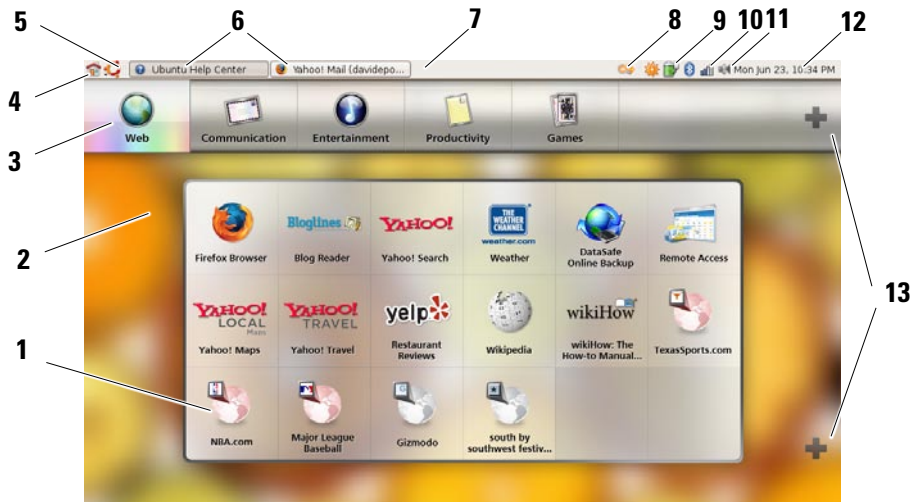 5 6 7 8 9 10 11 12
Ubuntu Help Center
Yahoo! Mail (davidepo...
Mon Jun 23, 10:34 PM
4
3
Web
Communication
Entertainment
Productivity
Games
2
13
1
Firefox Browser
Bloglines
Blog Reader
YAHOO!
Yahoo! Search
THE WEATHER CHANNEL
weather.com
Weather
DataSafe
Online Backup
Remote Access
YAHOO!
LOCAL
Maps
Yahoo! Maps
YAHOO!
TRAVEL
Yahoo! Travel
yelp
Restaurant
Reviews
Wikipedia
wikiHow
wikiHow: The
How-to Manual...
TexasSports.com
NBA.com
Major League
Baseball
Gizmodo
south by
southwest festiv...